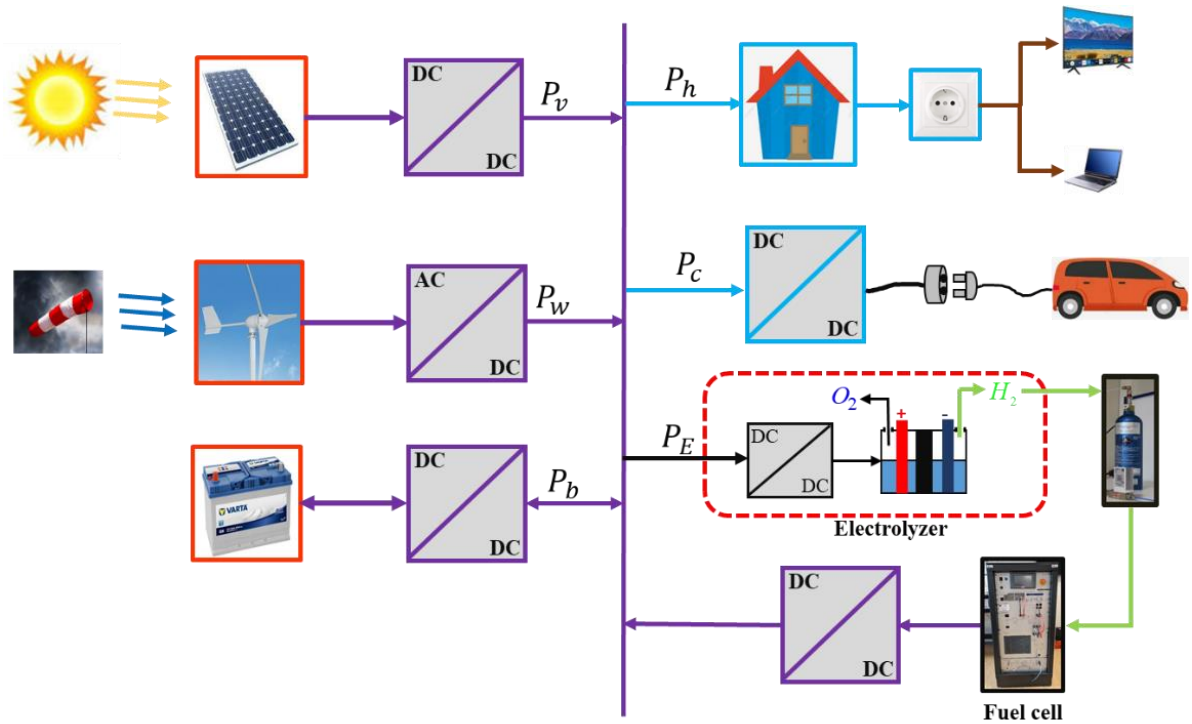 DC
DC
P_v
P_h
AC
DC
P_w
DC
DC
P_c
VARTA
DC
DC
P_b
P_E
DC
DC
O_2
+
-
H_2
Electrolyzer
DC
DC
Fuel cell